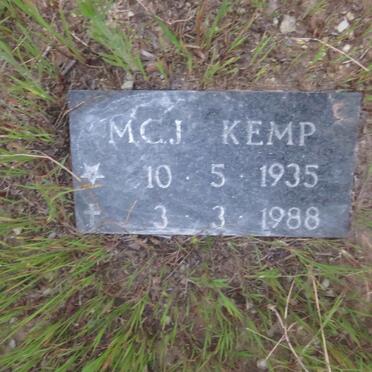 M.C.J KEMP
★ 10 · 5 · 1935
✝ 3 · 3 · 1988